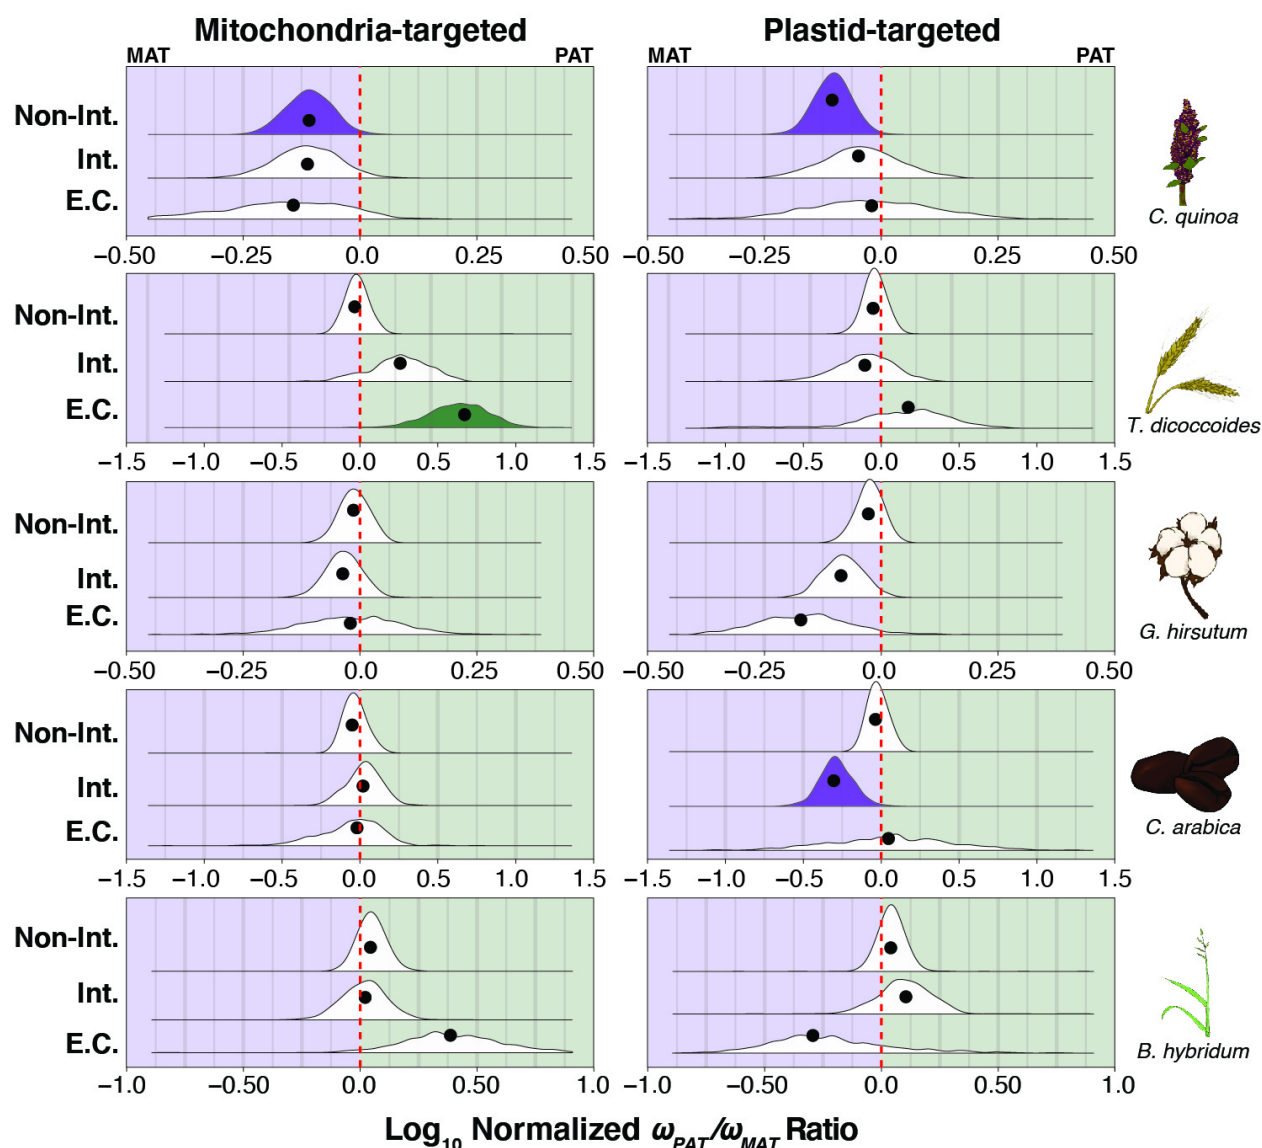 Mitochondria-targeted Plastid-targeted
MAT PAT MAT PAT
Non-Int.
Int.
E.C.
C. quinoa
−0.50 −0.25 0.0 0.25 0.50 −0.50 −0.25 0.0 0.25 0.50
Non-Int.
Int.
E.C.
T. dicoccoides
−1.5 −1.0 −0.5 0.0 0.5 1.0 1.5 −1.5 −1.0 −0.5 0.0 0.5 1.0 1.5
Non-Int.
Int.
E.C.
G. hirsutum
−0.50 −0.25 0.0 0.25 0.50 −0.50 −0.25 0.0 0.25 0.50
Non-Int.
Int.
E.C.
C. arabica
−1.5 −1.0 −0.5 0.0 0.5 1.0 1.5 −1.5 −1.0 −0.5 0.0 0.5 1.0 1.5
Non-Int.
Int.
E.C.
B. hybridum
−1.0 −0.50 0.0 0.50 1.0 −1.0 −0.50 0.0 0.50 1.0
Log10 Normalized ωPAT/ωMAT Ratio